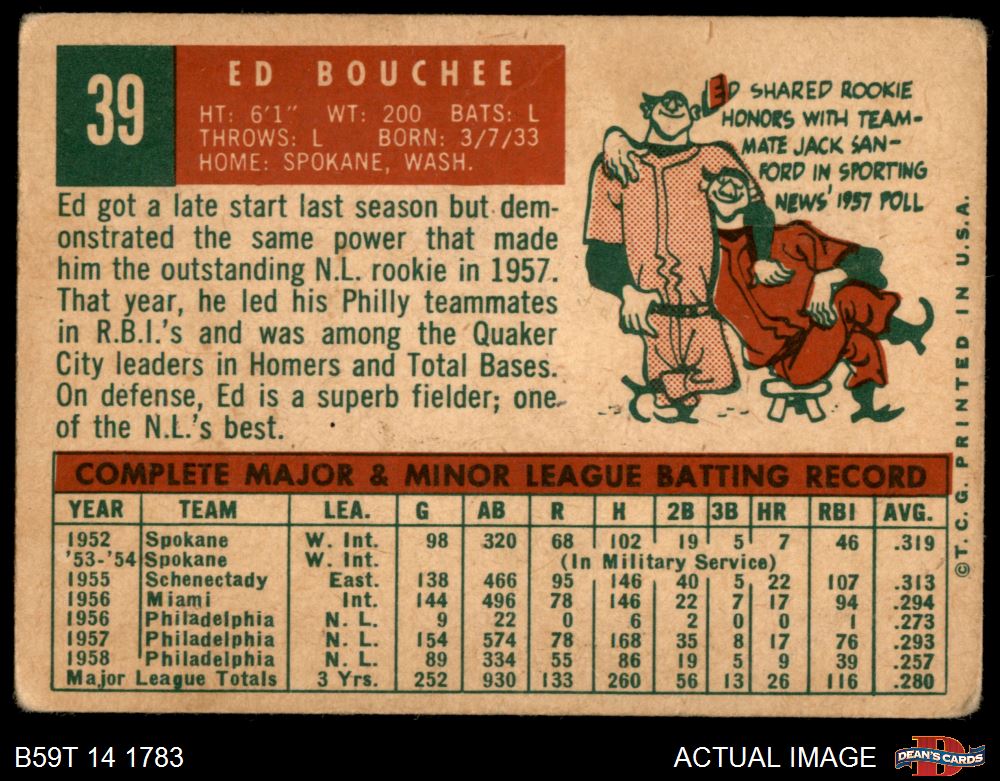 39
ED BOUCHEE
HT: 6'1" WT: 200 BATS: L
THROWS: L BORN: 3/7/33
HOME: SPOKANE, WASH.
ED SHARED ROOKIE
HONORS WITH TEAM-
MATE JACK SAN-
FORD IN SPORTING
NEWS' 1957 POLL
Ed got a late start last season but dem-
onstrated the same power that made
him the outstanding N.L. rookie in 1957.
That year, he led his Philly teammates
in R.B.I.'s and was among the Quaker
City leaders in Homers and Total Bases.
On defense, Ed is a superb fielder; one
of the N.L.'s best.
COMPLETE MAJOR & MINOR LEAGUE BATTING RECORD
YEAR TEAM LEA. G AB R H 2B 3B HR RBI AVG.
1952 Spokane W. Int. 98 320 68 102 19 5 7 46 .319
'53-'54 Spokane W. Int. (In Military Service)
1955 Schenectady East. 138 466 95 146 40 5 22 107 .313
1956 Miami Int. 144 496 78 146 22 7 17 94 .294
1956 Philadelphia N. L. 9 22 0 6 2 0 0 1 .273
1957 Philadelphia N. L. 154 574 78 168 35 8 17 76 .293
1958 Philadelphia N. L. 89 334 55 86 19 5 9 39 .257
Major League Totals 3 Yrs. 252 930 133 260 56 13 26 116 .280
©T. C. G. PRINTED IN U.S.A.
B59T 14 1783
ACTUAL IMAGE
D
DEAN'S CARDS